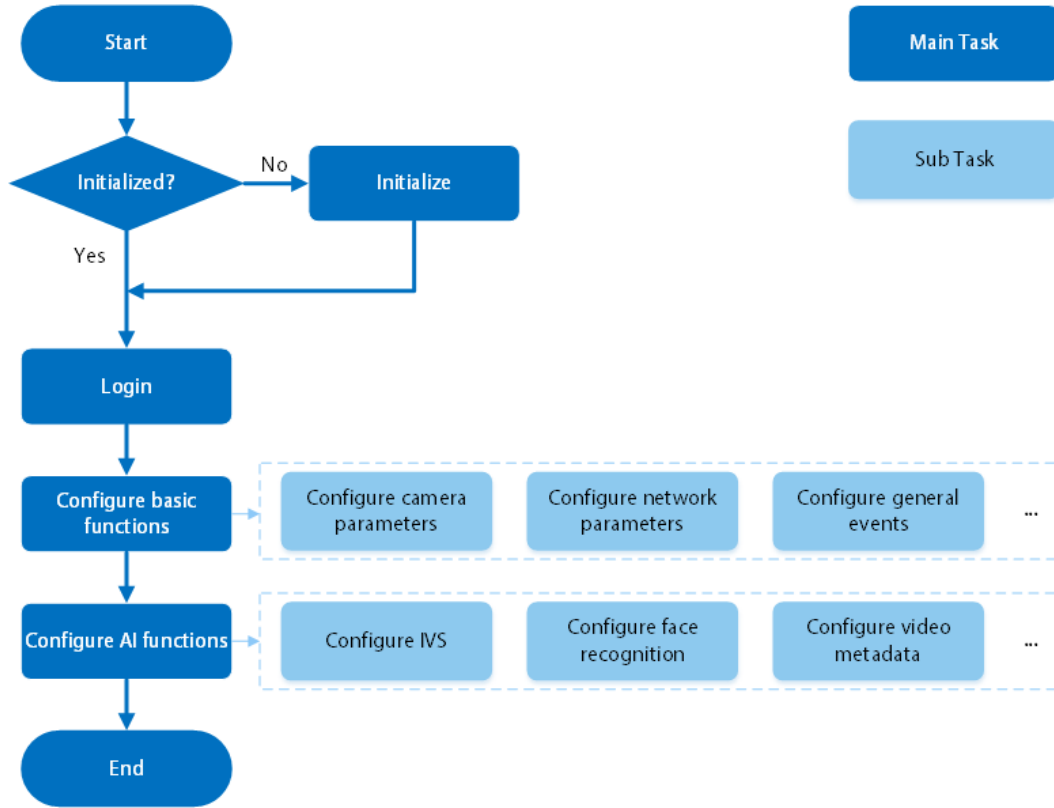 Start
Main Task
Sub Task
Initialized?
No
Initialize
Yes
Login
Configure basic
functions
Configure camera
parameters
Configure network
parameters
Configure general
events
...
Configure AI functions
Configure IVS
Configure face
recognition
Configure video
metadata
...
End